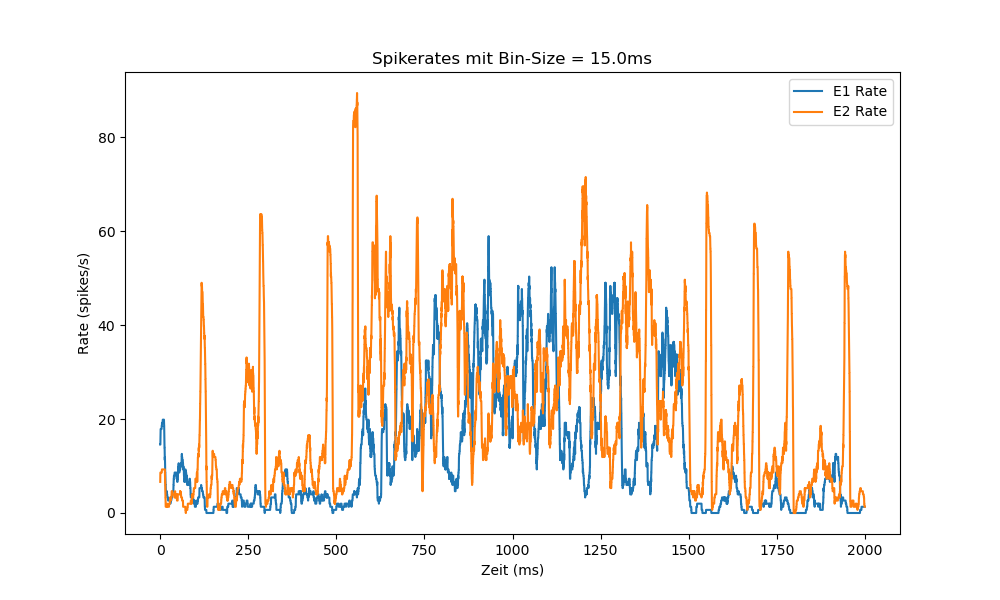 Spikerates mit Bin-Size = 15.0ms
E1 Rate
E2 Rate
Rate (spikes/s)
80
60
40
20
0
0 250 500 750 1000 1250 1500 1750 2000
Zeit (ms)